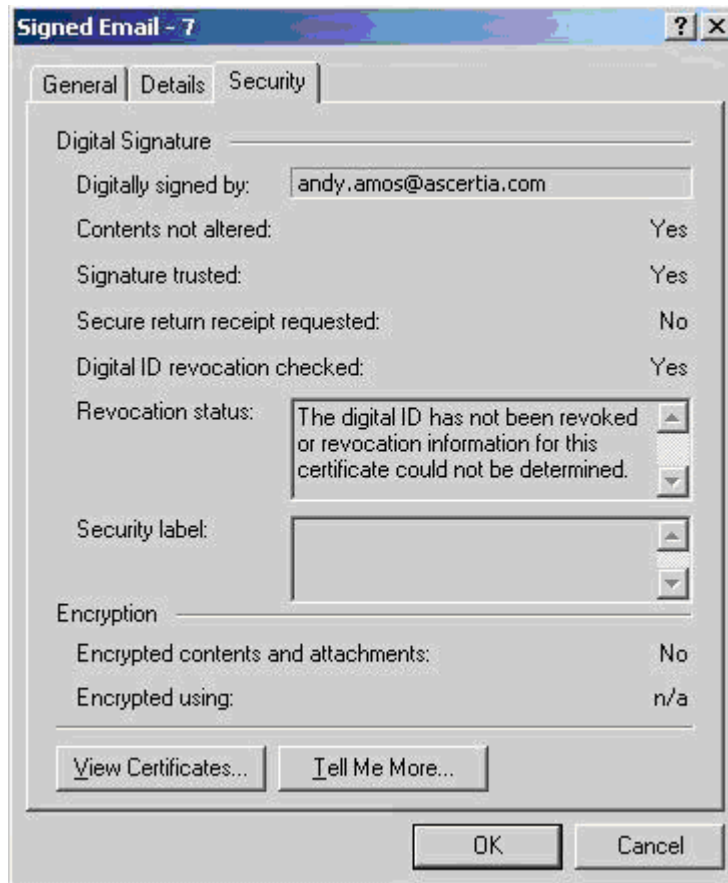 Signed Email - 7
General Details Security
Digital Signature
Digitally signed by: andy.amos@ascertia.com
Contents not altered: Yes
Signature trusted: Yes
Secure return receipt requested: No
Digital ID revocation checked: Yes
Revocation status: The digital ID has not been revoked
or revocation information for this
certificate could not be determined.
Security label:
Encryption
Encrypted contents and attachments: No
Encrypted using: n/a
View Certificates... Tell Me More...
OK Cancel